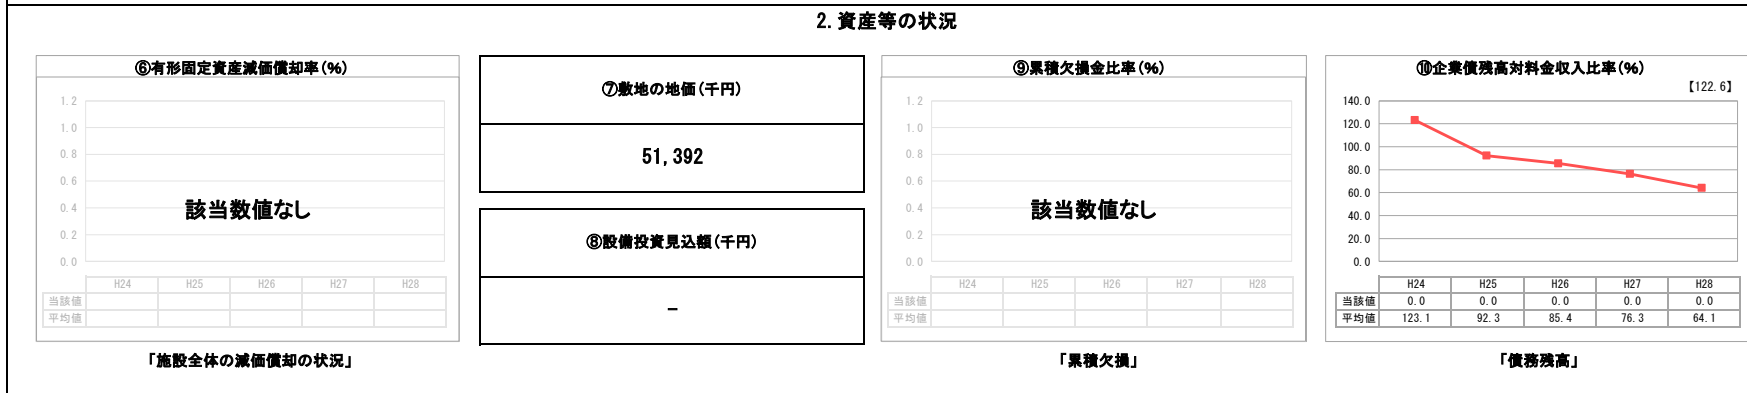 2.資産等の状況
⑥有形固定資産減価償却率(%)
1.2
1.0
0.8
0.6
0.4
0.2
0.0
該当数値なし
H24 H25 H26 H27 H28
当該値
平均値
「施設全体の減価償却の状況」
⑦敷地の地価(千円)
51,392
⑧設備投資見込額(千円)
-
⑨累積欠損金比率(%)
1.2
1.0
0.8
0.6
0.4
0.2
0.0
該当数値なし
H24 H25 H26 H27 H28
当該値
平均値
「累積欠損」
⑩企業債残高対料金収入比率(%)
【122.6】
140.0
120.0
100.0
80.0
60.0
40.0
20.0
0.0
H24 H25 H26 H27 H28
当該値 0.0 0.0 0.0 0.0 0.0
平均値 123.1 92.3 85.4 76.3 64.1
「債務残高」